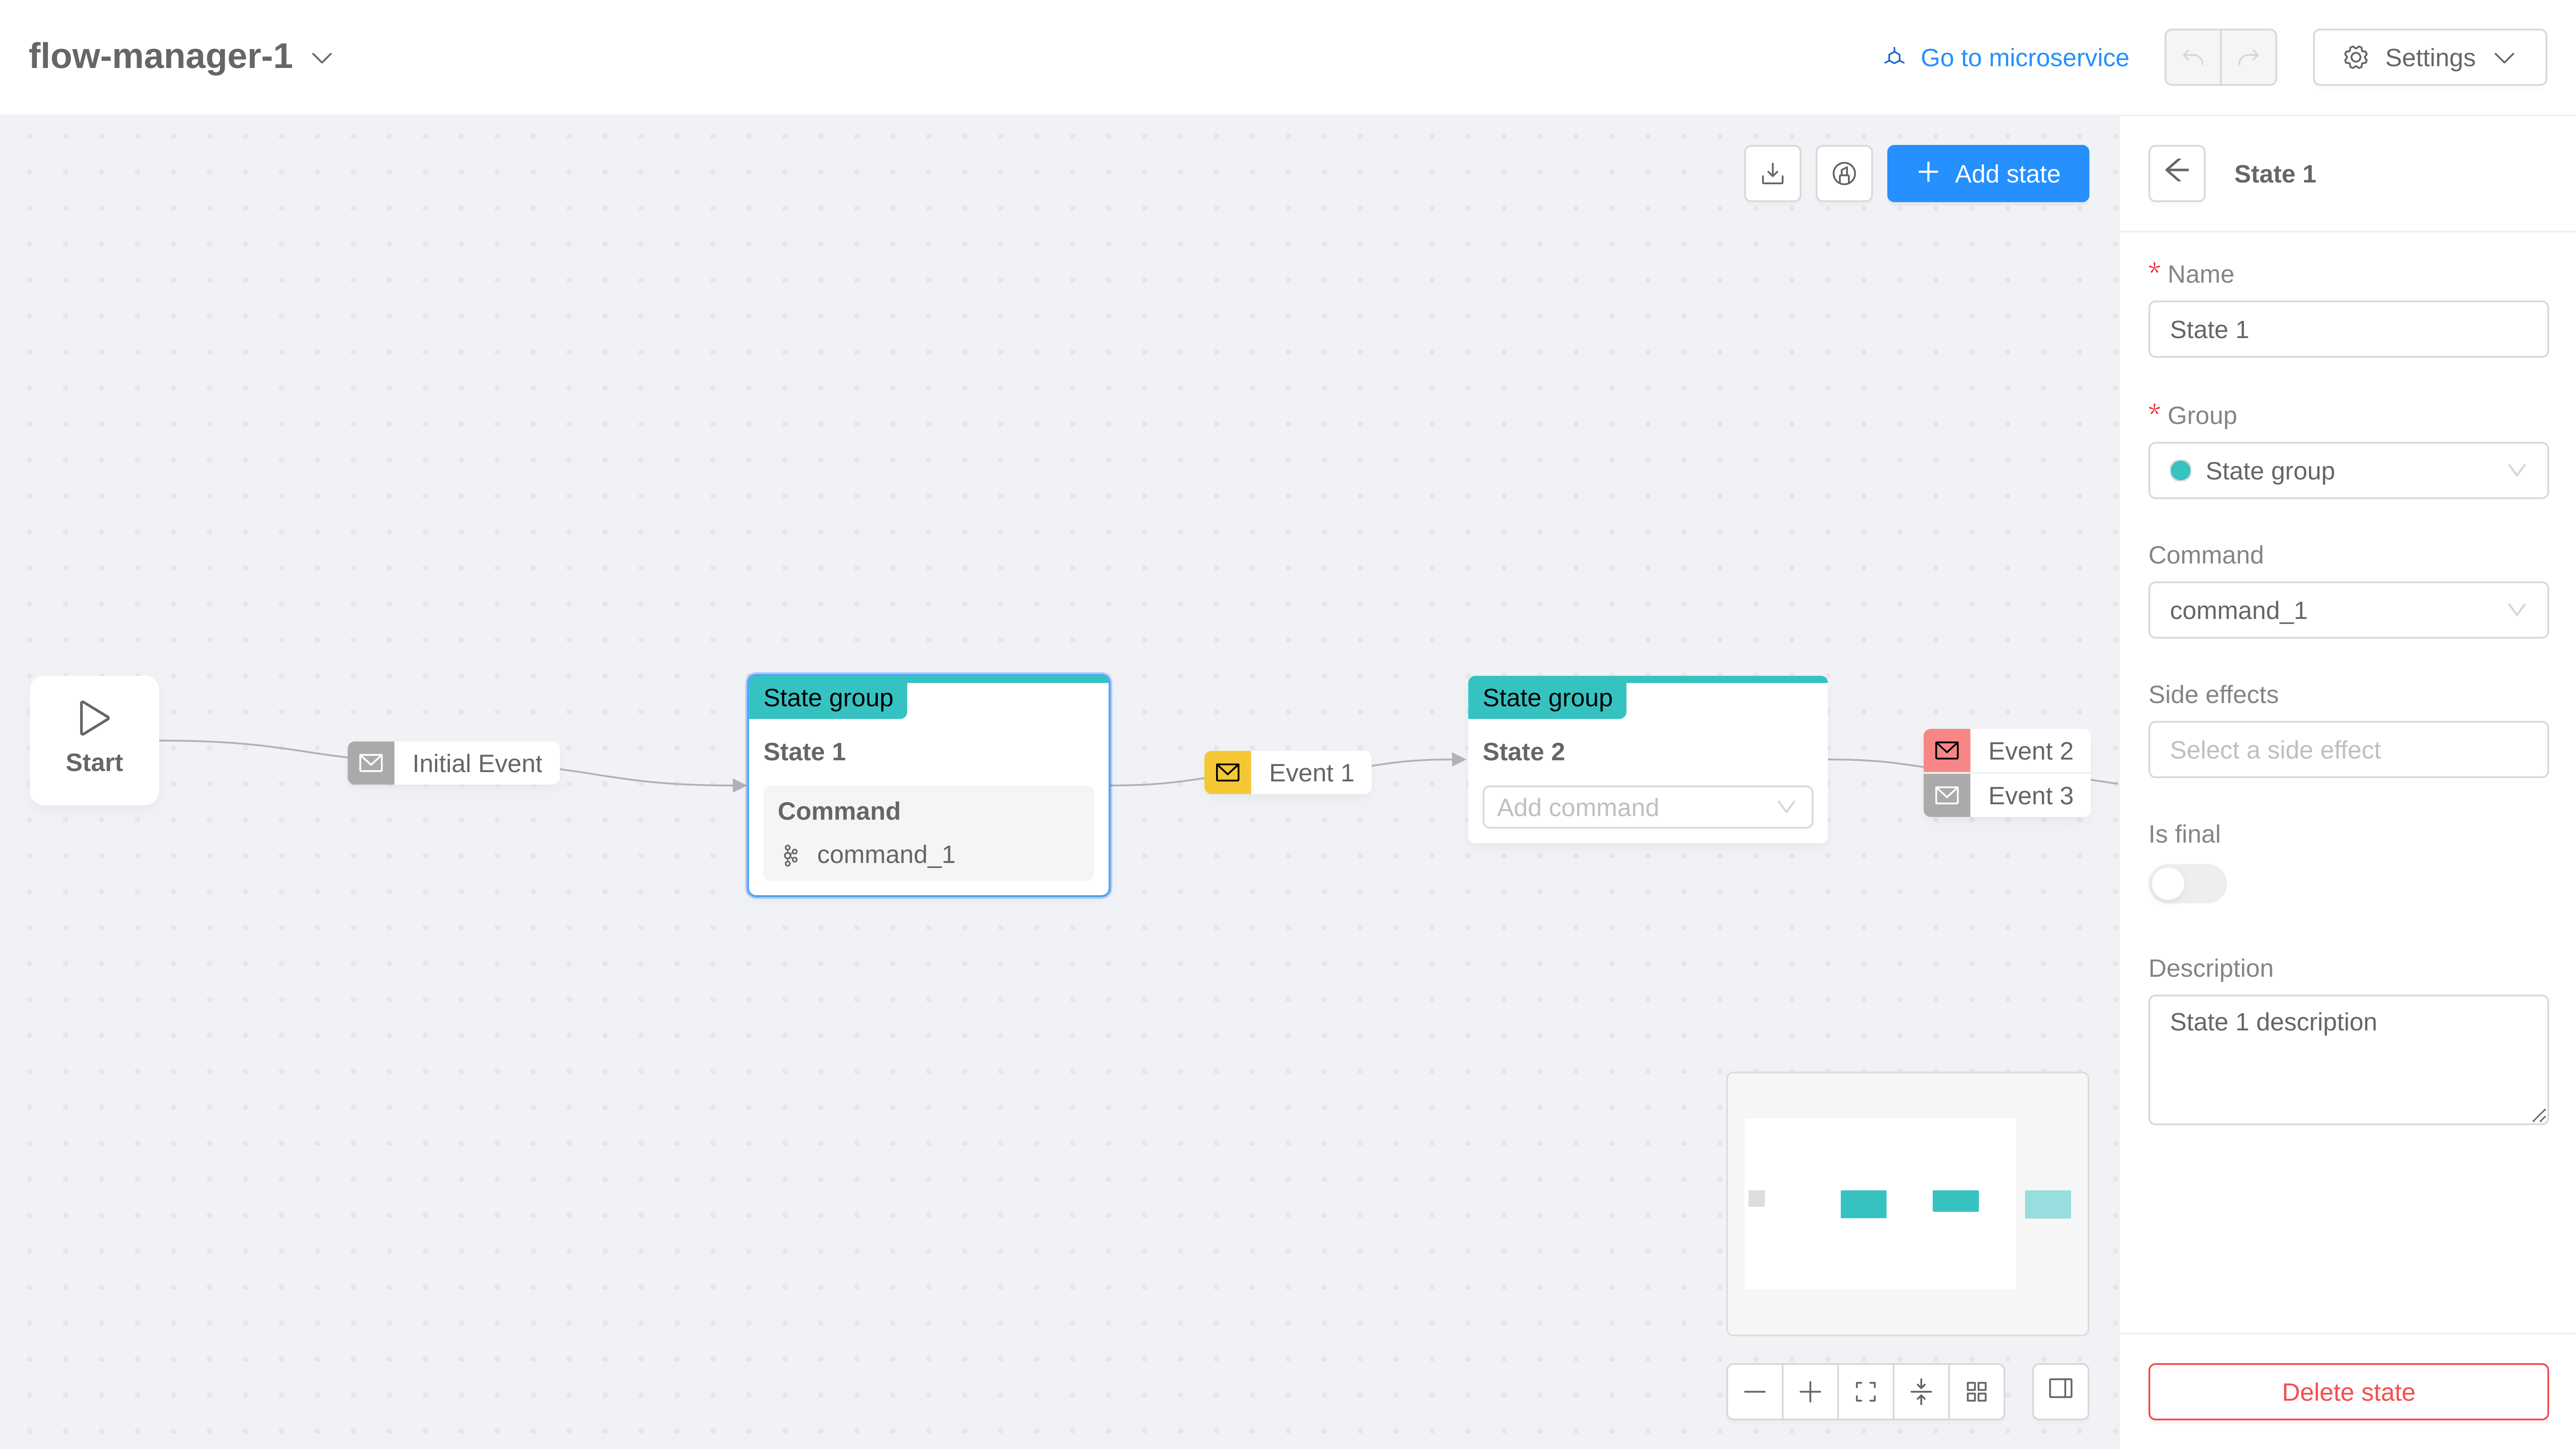 flow-manager-1
Go to microservice
Settings
Add state
State 1
* Name
State 1
* Group
State group
Command
command_1
Side effects
Select a side effect
Is final
Description
State 1 description
Delete state
Start
Initial Event
State group
State 1
Command
command_1
Event 1
State group
State 2
Add command
Event 2
Event 3